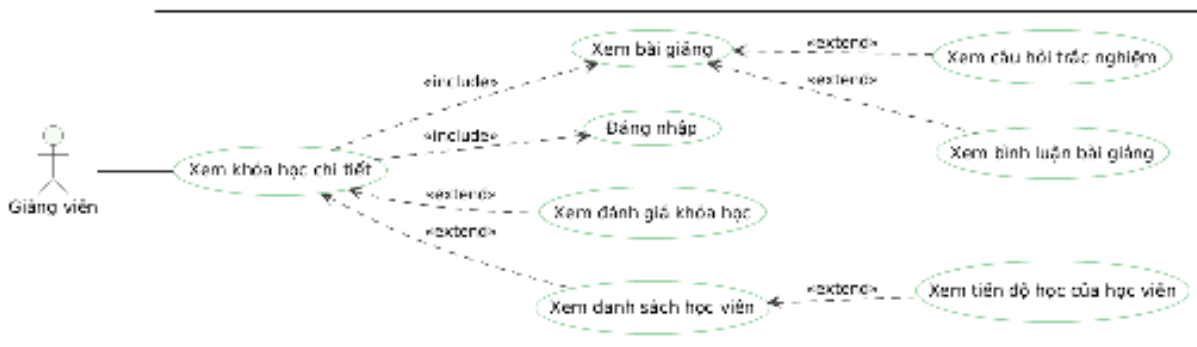 Xem bài giảng
«extend»
Xem câu hỏi trắc nghiệm
«include»
«extend»
«include»
Đăng nhập
Xem bình luận bài giảng
Xem khóa học chi tiết
Giảng viên
«extend»
Xem đánh giá khóa học
«extend»
Xem danh sách học viên
«extend»
Xem tiến độ học của học viên